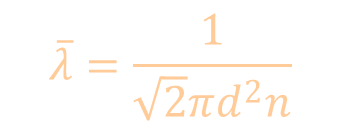 λ̄ = 1 / √2πd²n